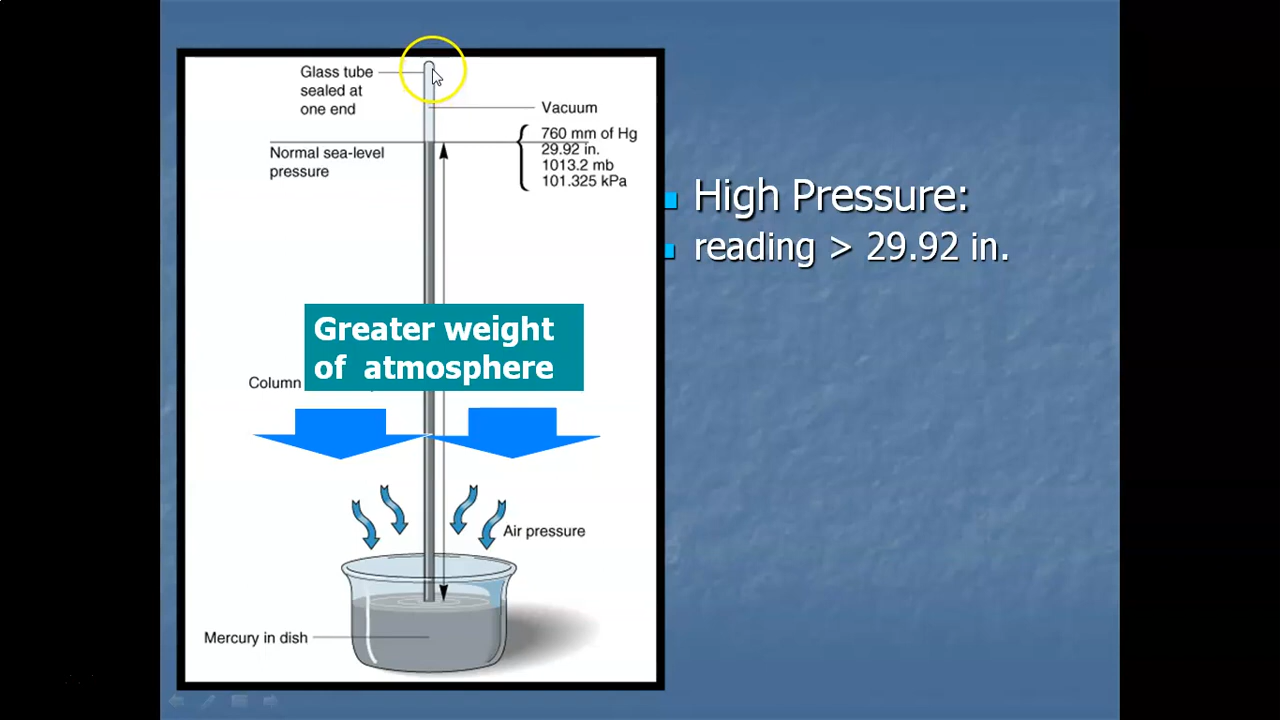 Glass tube
sealed at
one end
Vacuum
760 mm of Hg
29.92 in.
1013.2 mb
101.325 kPa
Normal sea-level
pressure
High Pressure:
reading > 29.92 in.
Greater weight
of atmosphere
Column
Air pressure
Mercury in dish